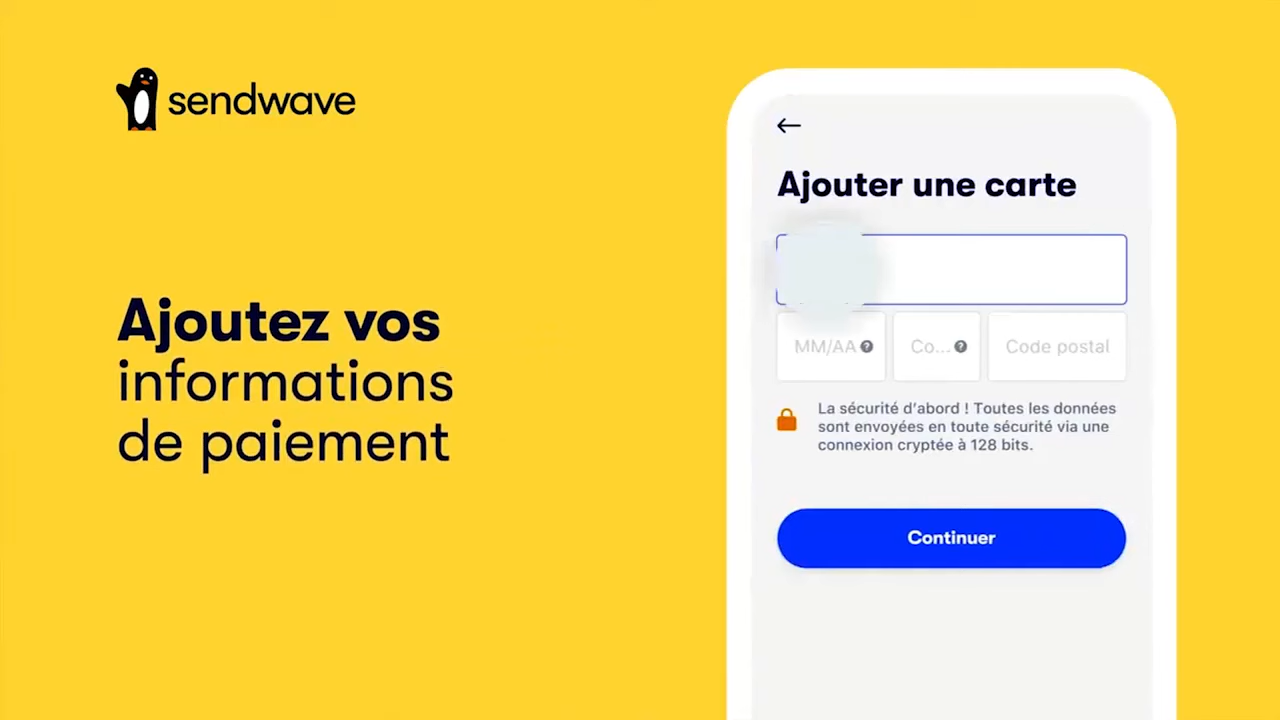 sendwave
Ajoutez vos
informations
de paiement
Ajouter une carte
MM/AA
Co...
Code postal
La sécurité d'abord ! Toutes les données
sont envoyées en toute sécurité via une
connexion cryptée à 128 bits.
Continuer